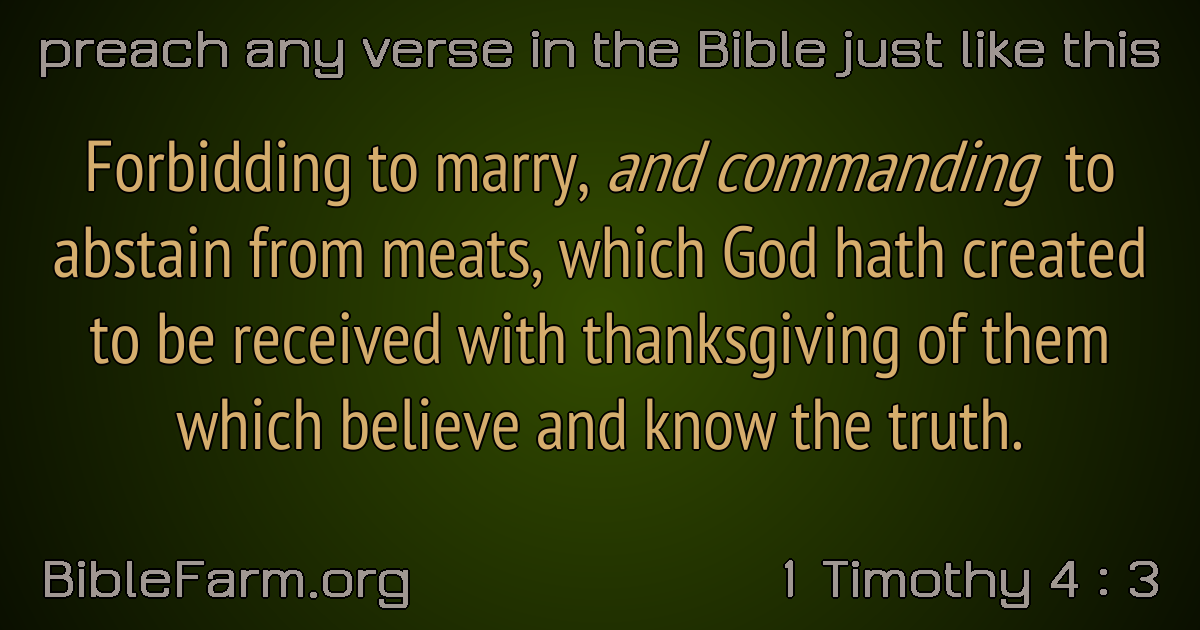 preach any verse in the Bible just like this
Forbidding to marry, and commanding to
abstain from meats, which God hath created
to be received with thanksgiving of them
which believe and know the truth.
BibleFarm.org
1 Timothy 4 : 3